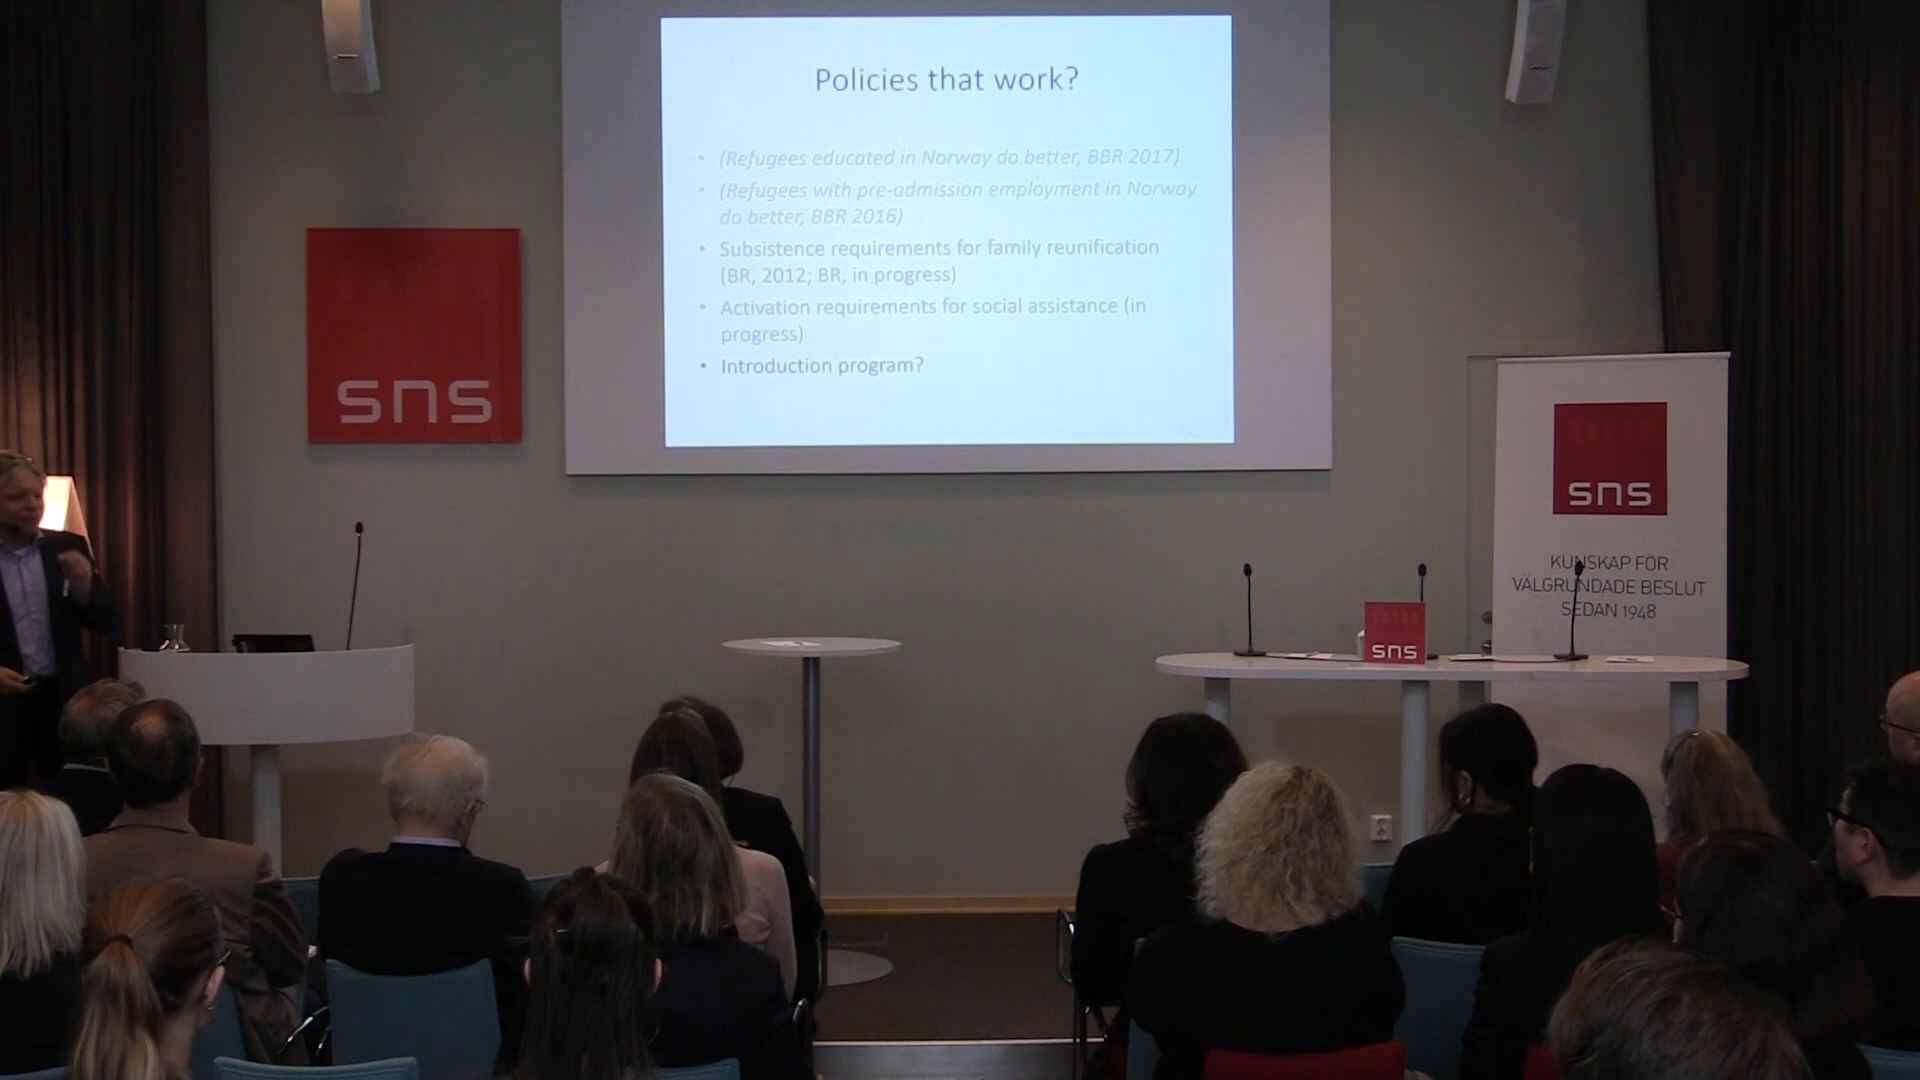 Policies that work?
• (Refugees educated in Norway do better, BBR 2017)
• (Refugees with pre-admission employment in Norway
do better, BBR 2016)
• Subsistence requirements for family reunification
(BR, 2012; BR, in progress)
• Activation requirements for social assistance (in
progress)
• Introduction program?
sns
sns
KUNSKAP FÖR
VÄLGRUNDADE BESLUT
SEDAN 1948
sns